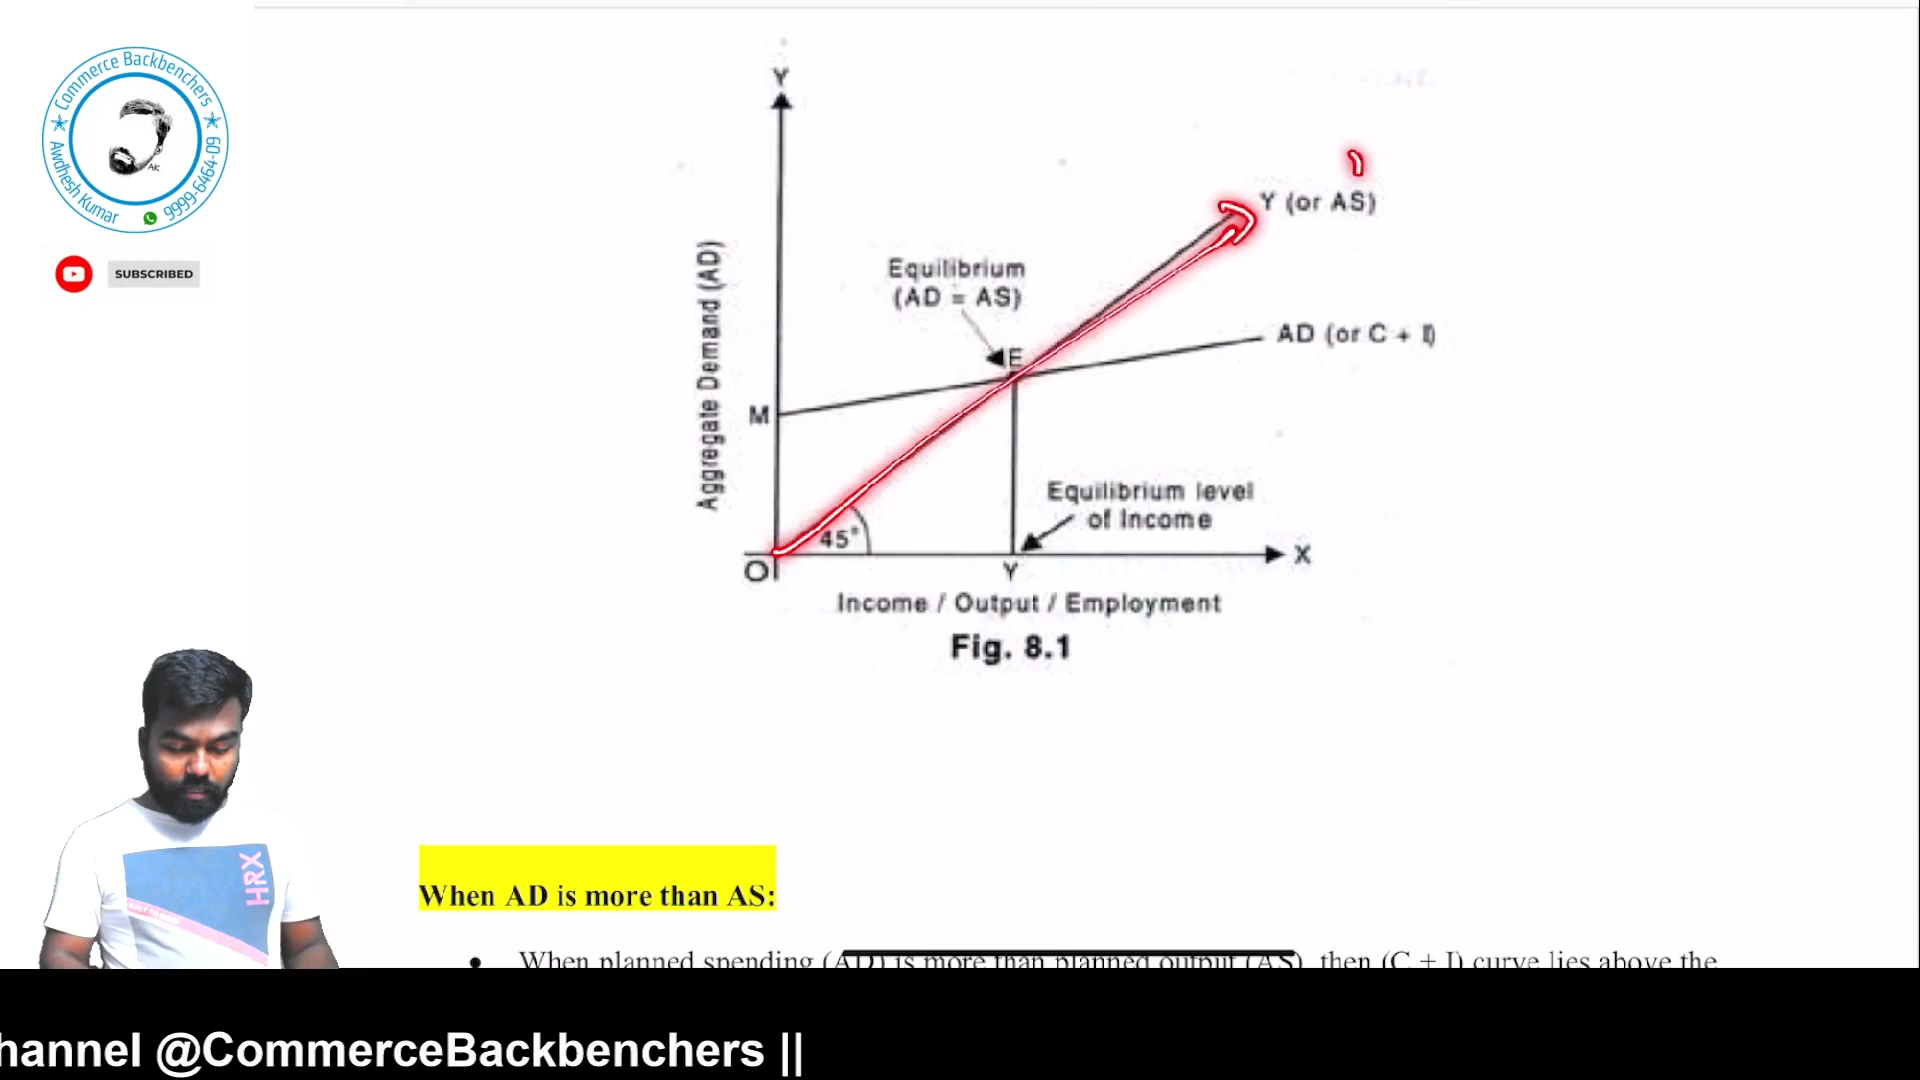 Commerce Backbenchers
Awdhesh Kumar
9999-6464-09
AK
SUBSCRIBED
Y
Y (or AS)
Equilibrium
(AD = AS)
E
AD (or C + I)
Aggregate Demand (AD)
M
Equilibrium level
of Income
45°
O
Y
X
Income / Output / Employment
Fig. 8.1
HRX
When AD is more than AS:
• When planned spending (AD) is more than planned output (AS), then (C + I) curve lies above the
hannel @CommerceBackbenchers ||